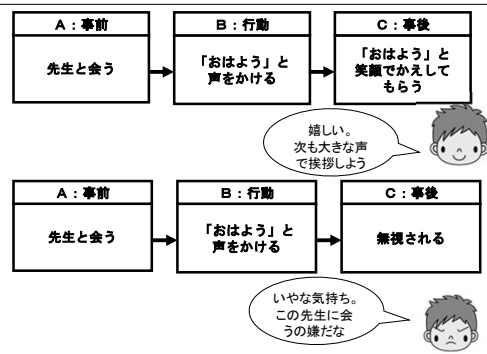 A：事前
B：行動
C：事後
先生と会う
「おはよう」と
声をかける
「おはよう」と
笑顔でかえして
もらう
嬉しい。
次も大きな声
で挨拶しよう
A：事前
B：行動
C：事後
先生と会う
「おはよう」と
声をかける
無視される
いやな気持ち。
この先生に会
うの嫌だな